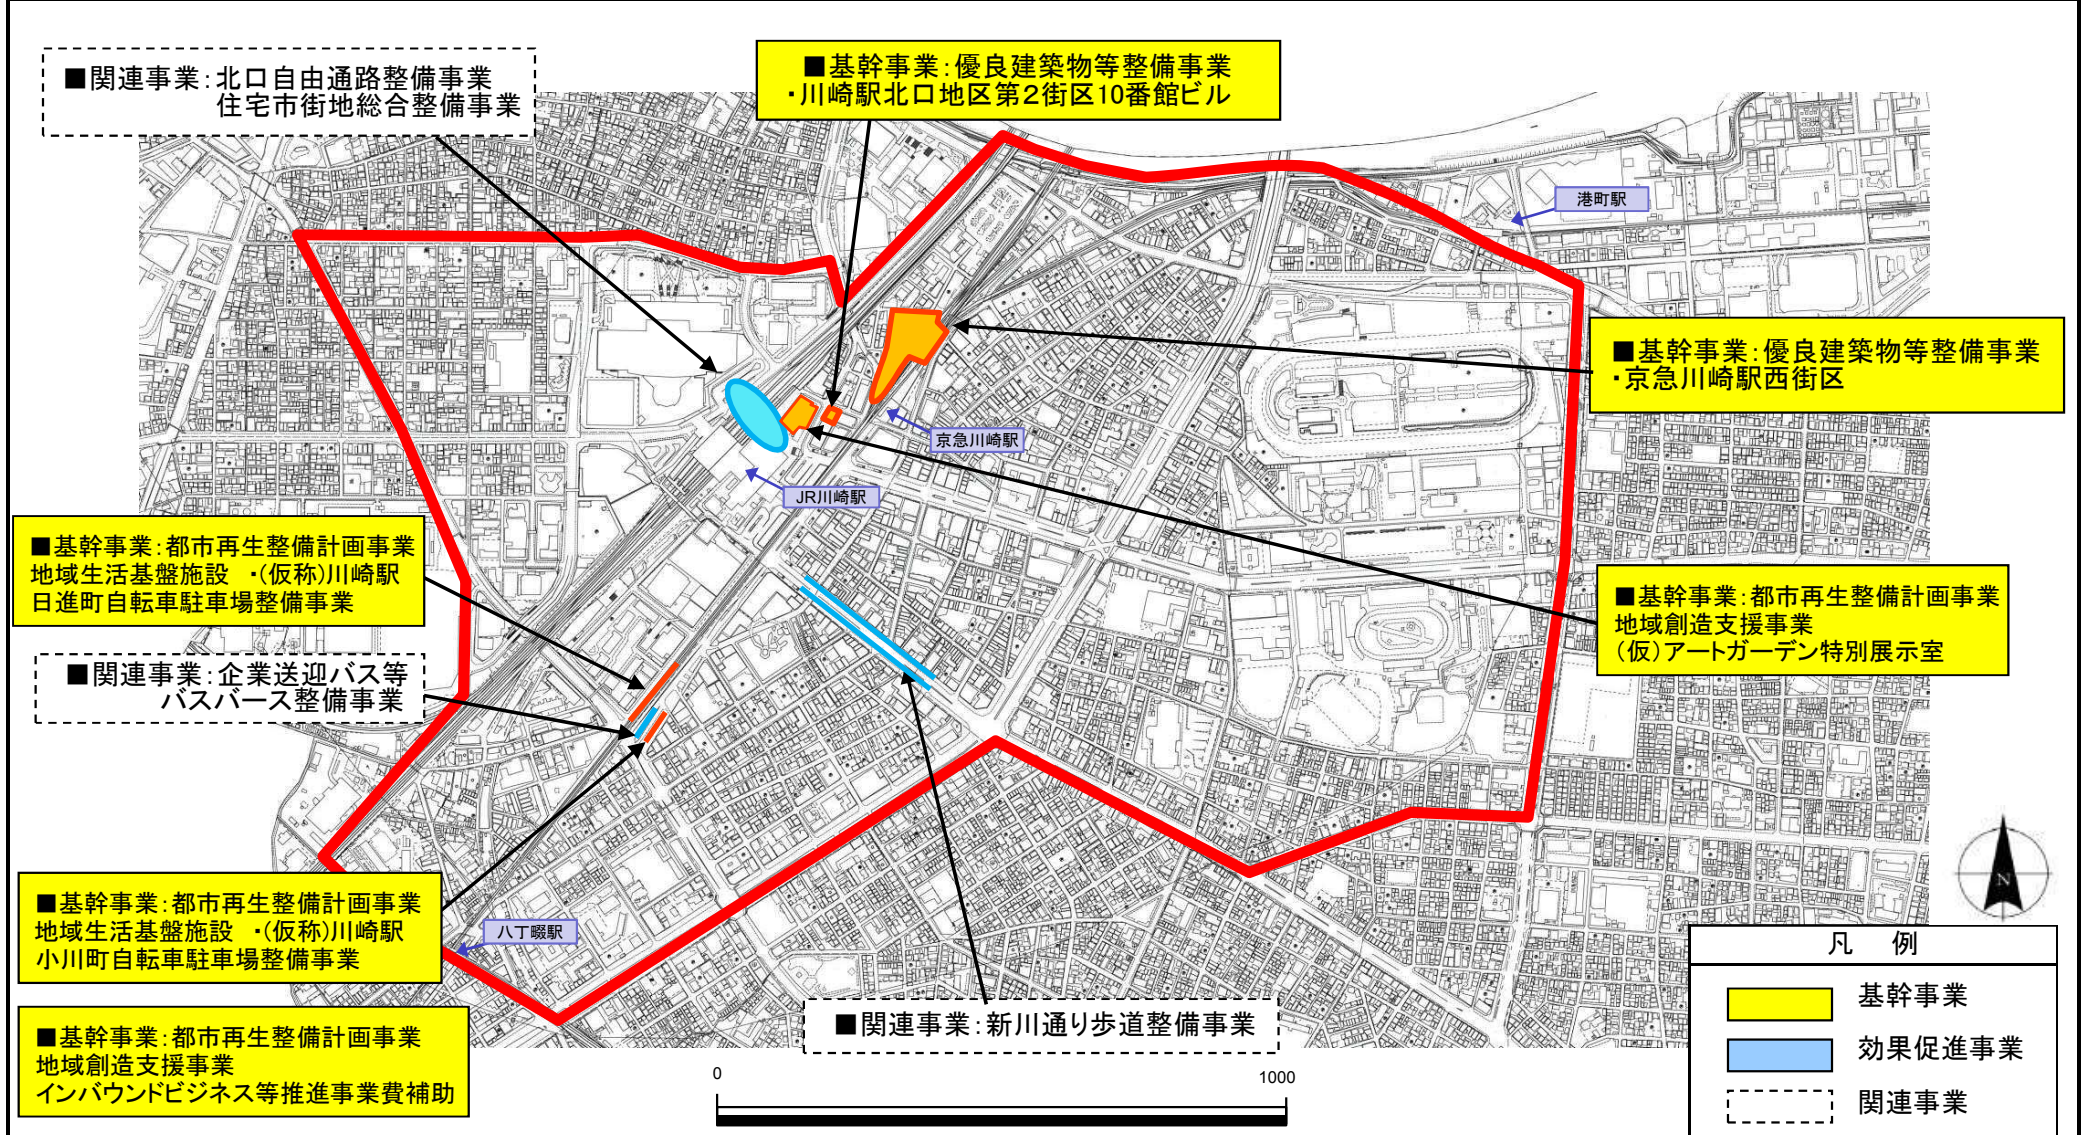 ■関連事業：北口自由通路整備事業
住宅市街地総合整備事業
■基幹事業：優良建築物等整備事業
・川崎駅北口地区第２街区10番館ビル
港町駅
■基幹事業：優良建築物等整備事業
・京急川崎駅西街区
京急川崎駅
JR川崎駅
■基幹事業：都市再生整備計画事業
地域生活基盤施設　・（仮称）川崎駅
日進町自転車駐車場整備事業
■基幹事業：都市再生整備計画事業
地域創造支援事業
（仮）アートガーデン特別展示室
■関連事業：企業送迎バス等
バスバース整備事業
■基幹事業：都市再生整備計画事業
地域生活基盤施設　・（仮称）川崎駅
小川町自転車駐車場整備事業
八丁畷駅
■基幹事業：都市再生整備計画事業
地域創造支援事業
インバウンドビジネス等推進事業費補助
■関連事業：新川通り歩道整備事業
0
1000
N
凡　例
基幹事業
効果促進事業
関連事業